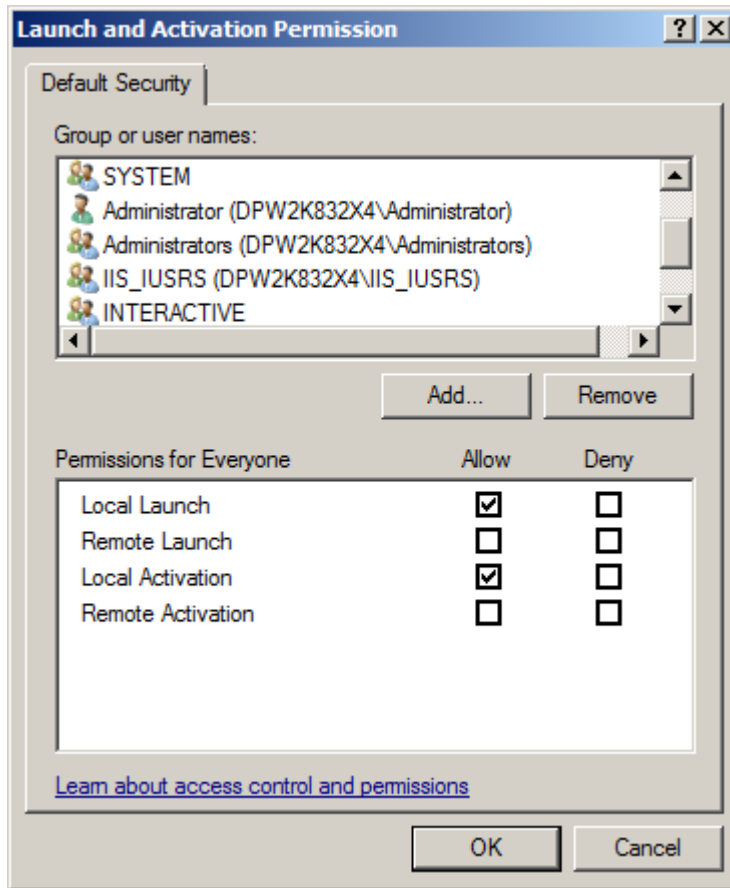 Launch and Activation Permission
Default Security
Group or user names:
SYSTEM
Administrator (DPW2K832X4\Administrator)
Administrators (DPW2K832X4\Administrators)
IIS_IUSRS (DPW2K832X4\IIS_IUSRS)
INTERACTIVE
Add... Remove
Permissions for Everyone Allow Deny
Local Launch
Remote Launch
Local Activation
Remote Activation
Learn about access control and permissions
OK Cancel